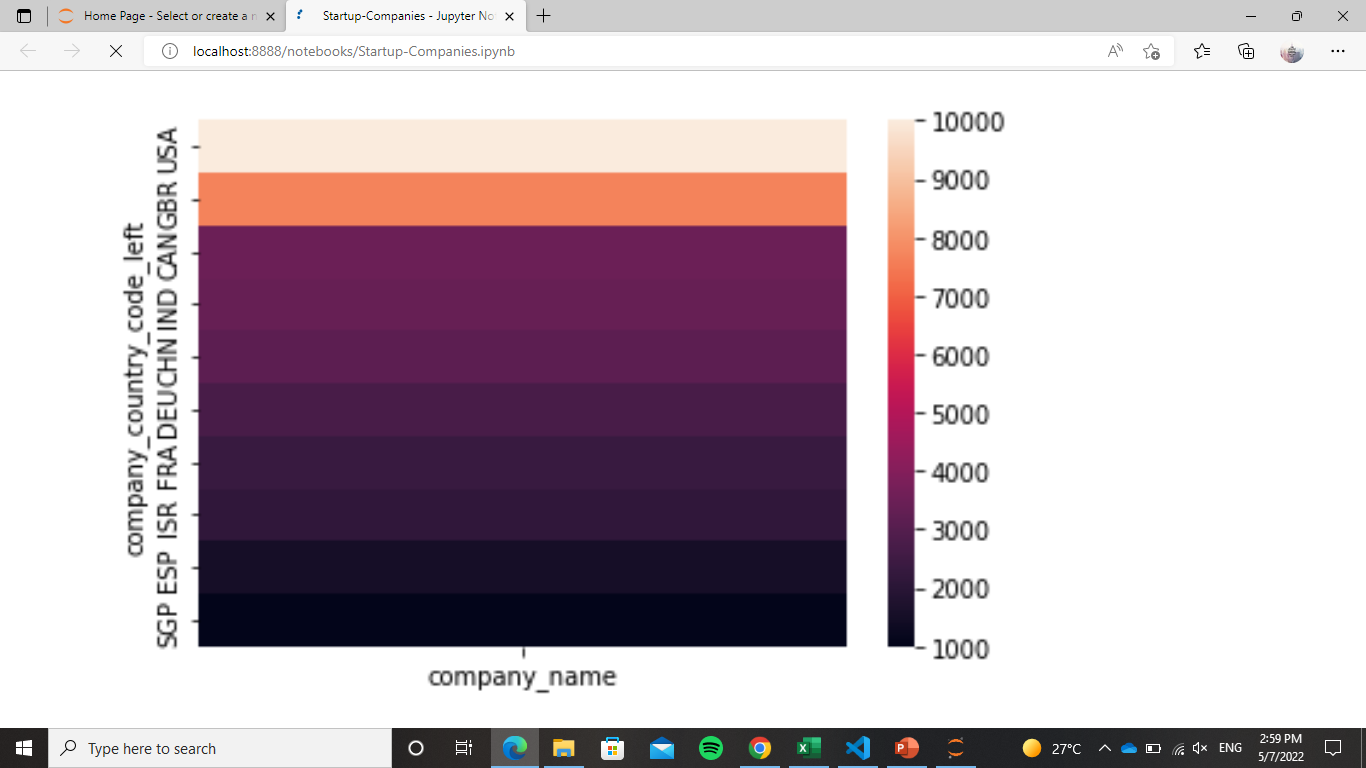 Home Page - Select or create a n
Startup-Companies - Jupyter No
localhost:8888/notebooks/Startup-Companies.ipynb
company_country_code_left
USA
GBR
CAN
IND
CHN
DEU
FRA
ISR
ESP
SGP
company_name
10000
9000
8000
7000
6000
5000
4000
3000
2000
1000
Type here to search
27°C
ENG
2:59 PM
5/7/2022